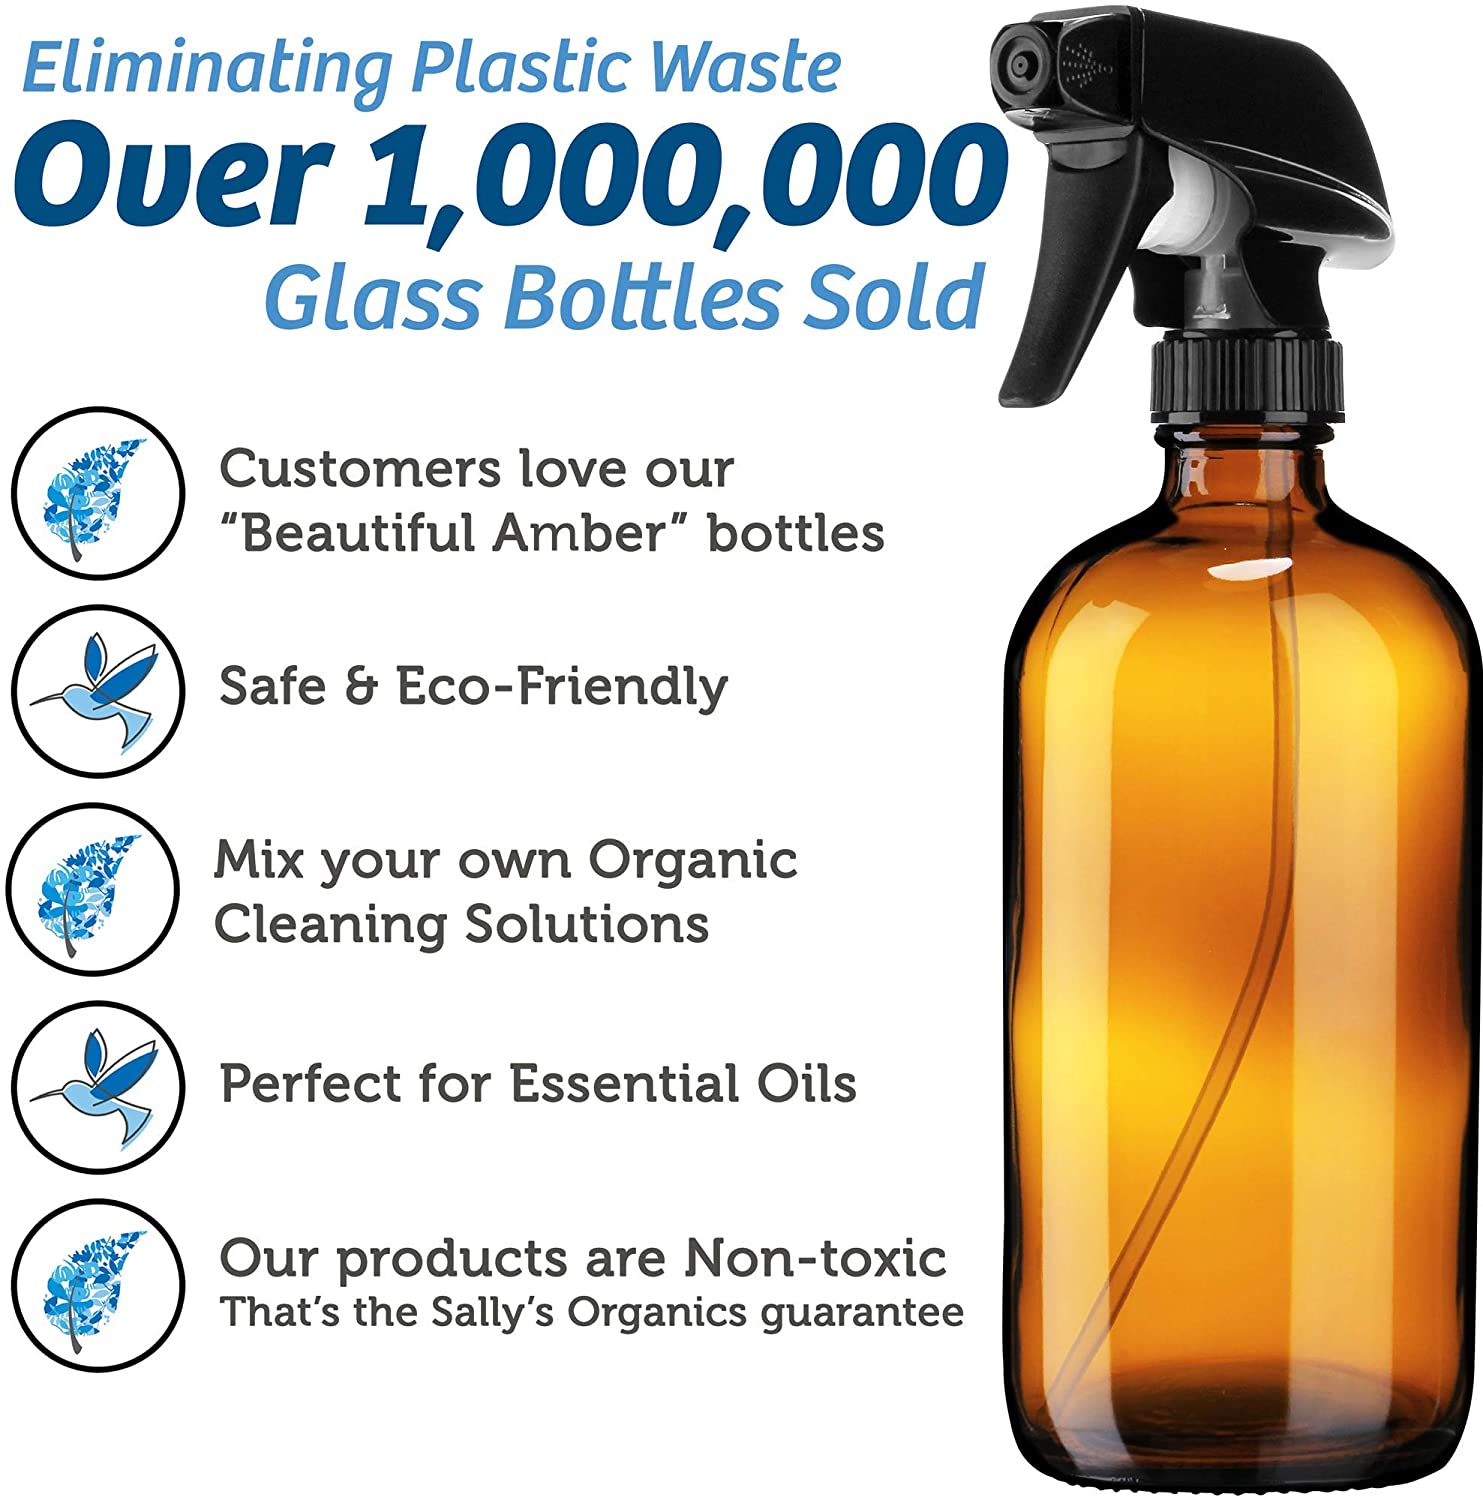 Eliminating Plastic Waste
Over 1,000,000
Glass Bottles Sold
Customers love our
“Beautiful Amber” bottles
Safe & Eco-Friendly
Mix your own Organic
Cleaning Solutions
Perfect for Essential Oils
Our products are Non-toxic
That’s the Sally’s Organics guarantee